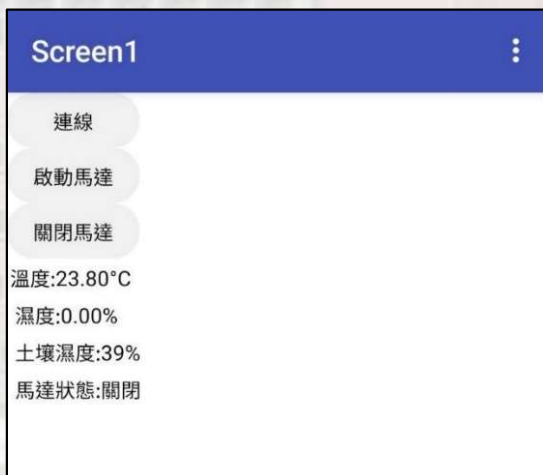 Screen1
連線
啟動馬達
關閉馬達
溫度:23.80°C
濕度:0.00%
土壤濕度:39%
馬達狀態:關閉